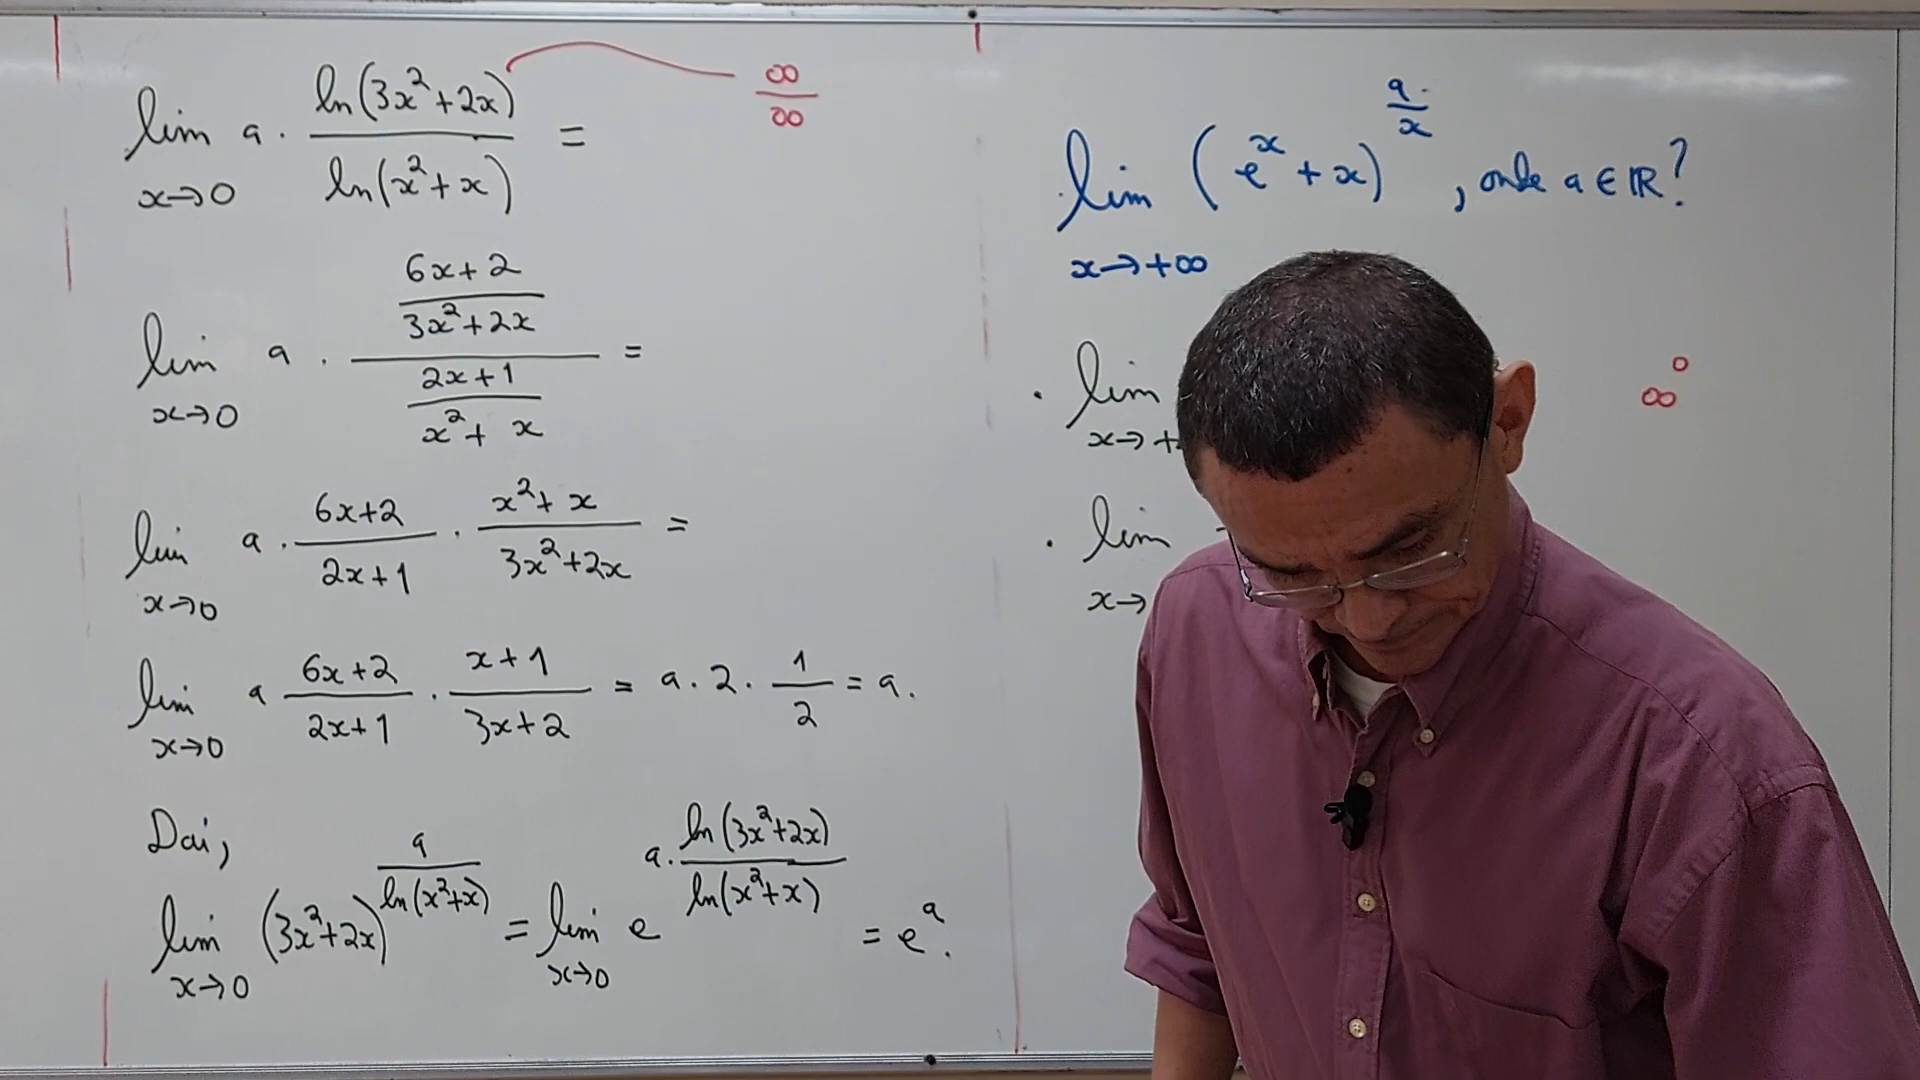 lim x→0 a · ln(3x²+2x) / ln(x²+x) = ∞/∞
lim x→0 a · (6x+2 / 3x²+2x) / (2x+1 / x²+x) =
lim x→0 a · 6x+2 / 2x+1 · x²+x / 3x²+2x =
lim x→0 a 6x+2 / 2x+1 · x+1 / 3x+2 = a · 2 · 1/2 = a.
Daí,
lim x→0 (3x²+2x)^(a / ln(x²+x)) = lim x→0 e^(a · ln(3x²+2x) / ln(x²+x)) = e^a.
lim x→+∞ (e^x + x)^(a/x), onde a ∈ ℝ?
· lim x→+ ∞^0
· lim x→